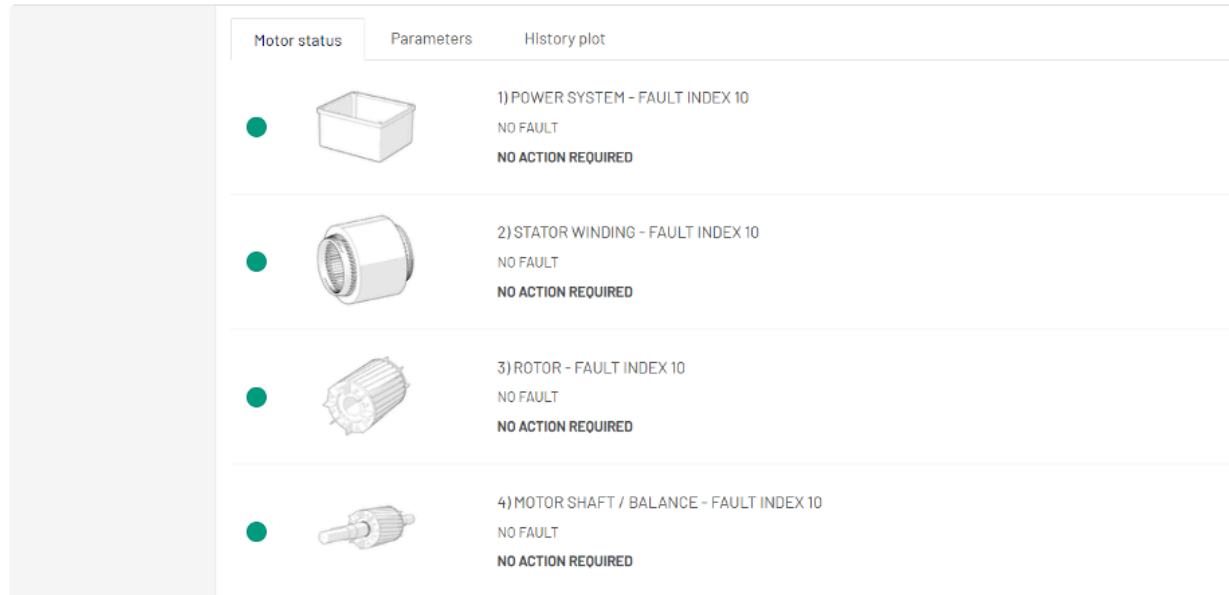 Motor status
Parameters
History plot
1) POWER SYSTEM - FAULT INDEX 10
NO FAULT
NO ACTION REQUIRED
2) STATOR WINDING - FAULT INDEX 10
NO FAULT
NO ACTION REQUIRED
3) ROTOR - FAULT INDEX 10
NO FAULT
NO ACTION REQUIRED
4) MOTOR SHAFT / BALANCE - FAULT INDEX 10
NO FAULT
NO ACTION REQUIRED